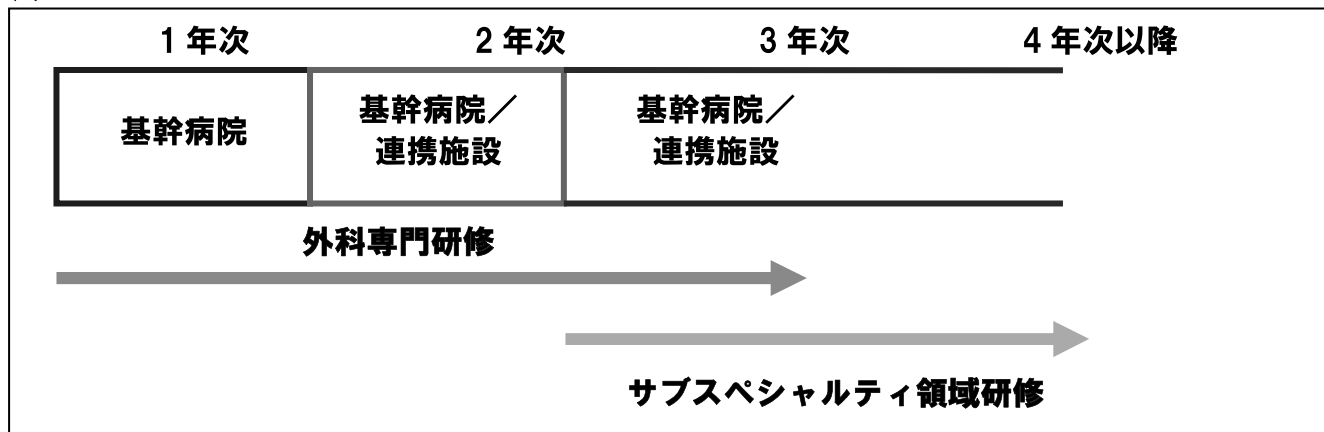 1年次 2年次 3年次 4年次以降
基幹病院
基幹病院／
連携施設
基幹病院／
連携施設
外科専門研修
サブスペシャルティ領域研修